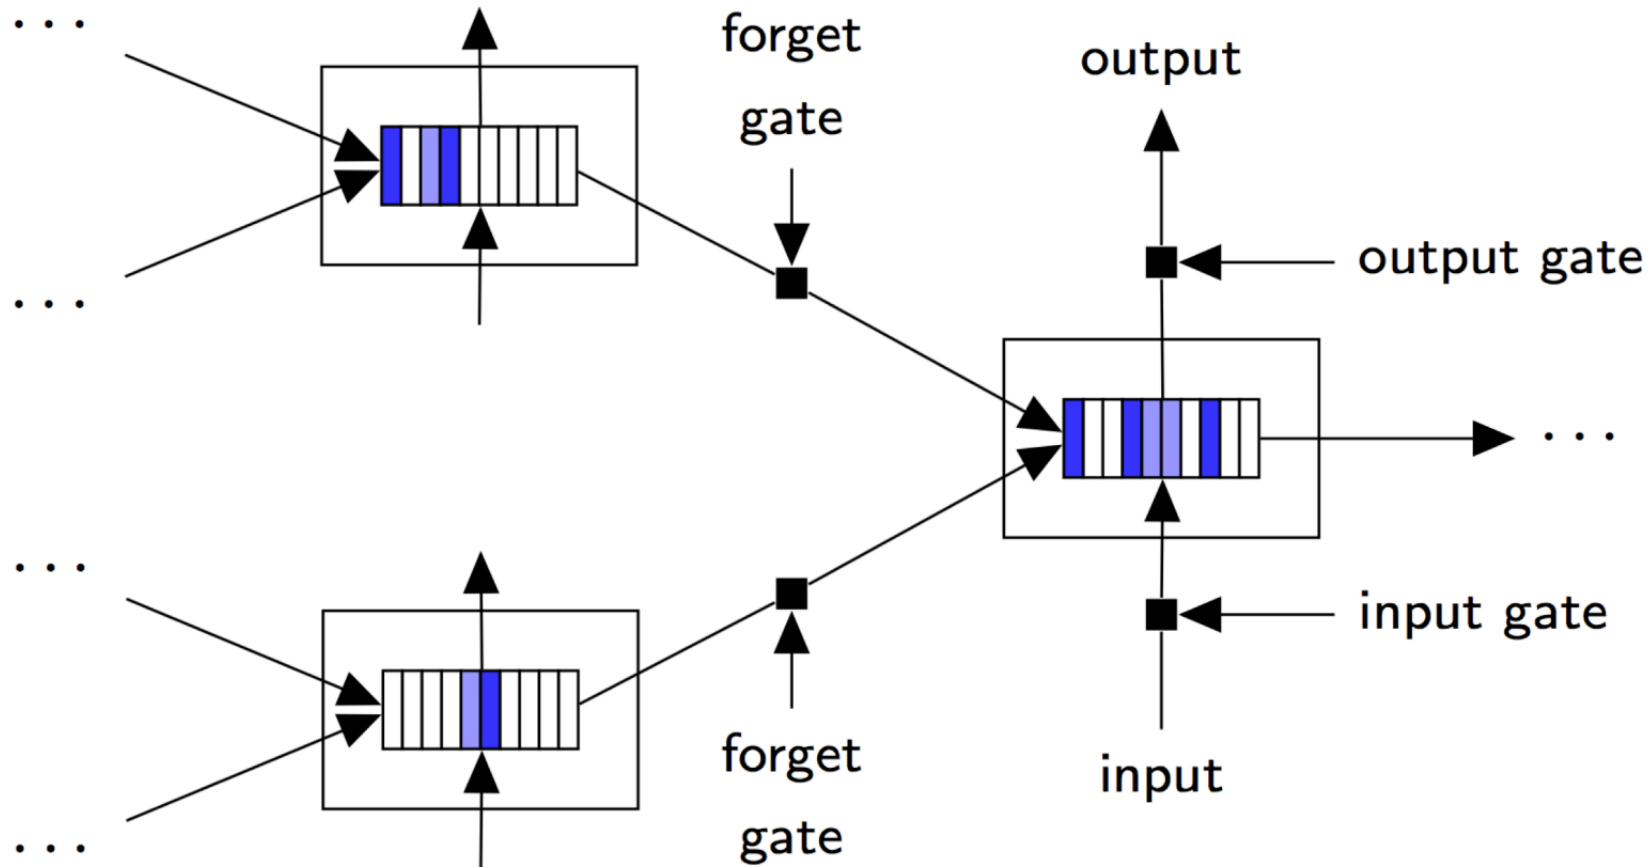 ...
forget
gate
output
...
output gate
...
...
input gate
forget
gate
input
...